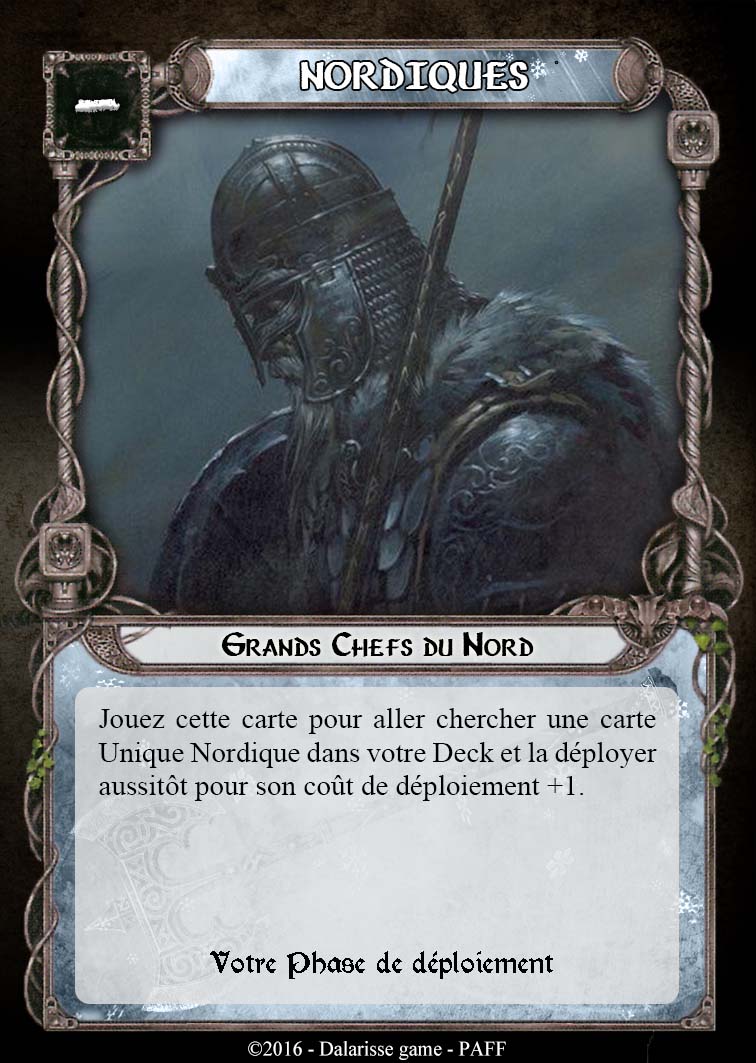 NORDIQUES
GRANDS CHEFS DU NORD
Jouez cette carte pour aller chercher une carte
Unique Nordique dans votre Deck et la déployer
aussitôt pour son coût de déploiement +1.
Votre Phase de déploiement
©2016 - Dalarisse game - PAFF